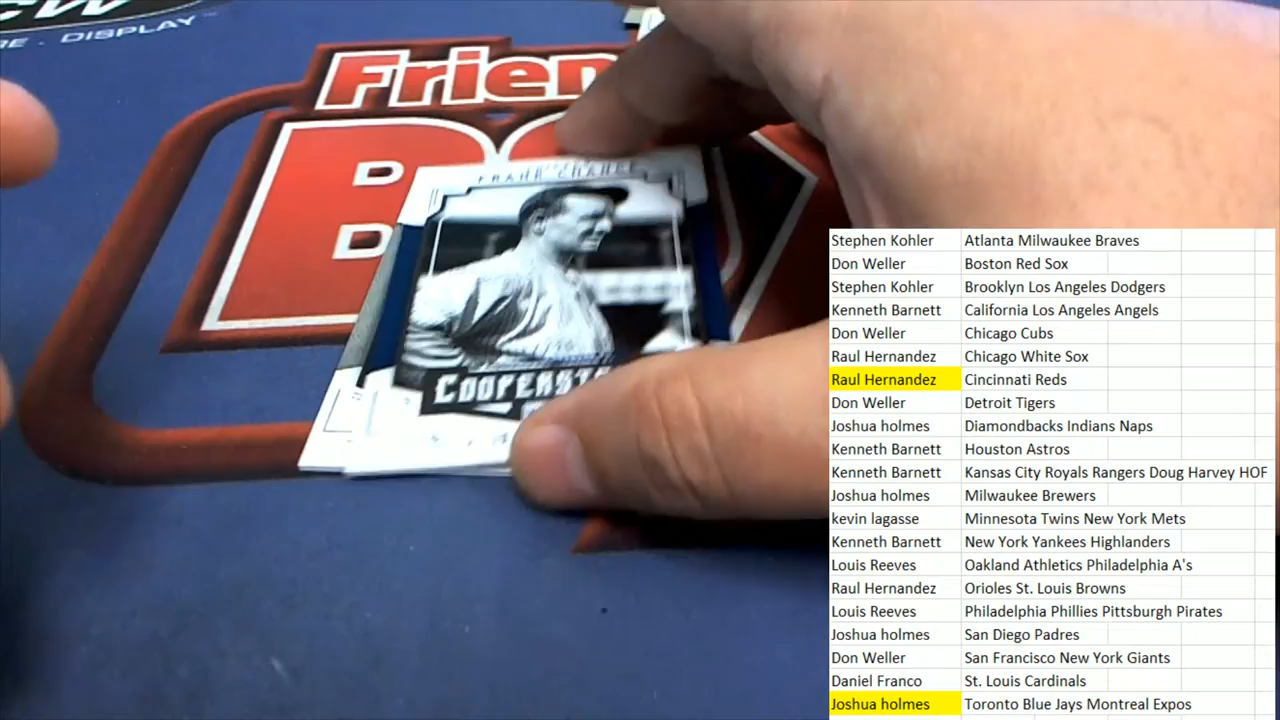 RE · DISPLAY™
Frien
FRANK CHANCE
COOPERST
Stephen Kohler Atlanta Milwaukee Braves
Don Weller Boston Red Sox
Stephen Kohler Brooklyn Los Angeles Dodgers
Kenneth Barnett California Los Angeles Angels
Don Weller Chicago Cubs
Raul Hernandez Chicago White Sox
Raul Hernandez Cincinnati Reds
Don Weller Detroit Tigers
Joshua holmes Diamondbacks Indians Naps
Kenneth Barnett Houston Astros
Kenneth Barnett Kansas City Royals Rangers Doug Harvey HOF
Joshua holmes Milwaukee Brewers
kevin lagasse Minnesota Twins New York Mets
Kenneth Barnett New York Yankees Highlanders
Louis Reeves Oakland Athletics Philadelphia A's
Raul Hernandez Orioles St. Louis Browns
Louis Reeves Philadelphia Phillies Pittsburgh Pirates
Joshua holmes San Diego Padres
Don Weller San Francisco New York Giants
Daniel Franco St. Louis Cardinals
Joshua holmes Toronto Blue Jays Montreal Expos